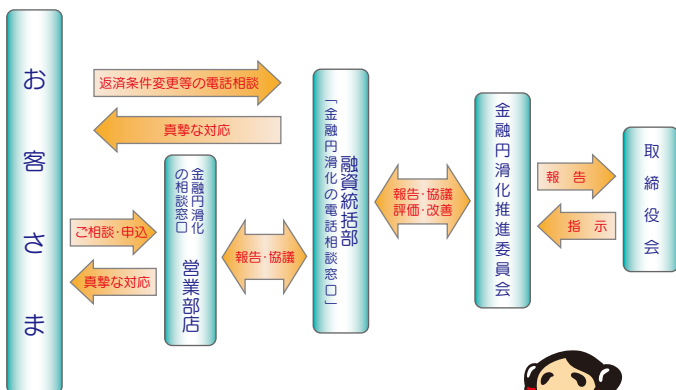 お客さま
返済条件変更等の電話相談
真摯な対応
ご相談・申込
真摯な対応
金融円滑化
の相談窓口
営業部店
報告・協議
融資統括部
「金融円滑化の電話相談窓口」
報告・協議
評価・改善
金融円滑化推進委員会
報 告
指 示
取締役会